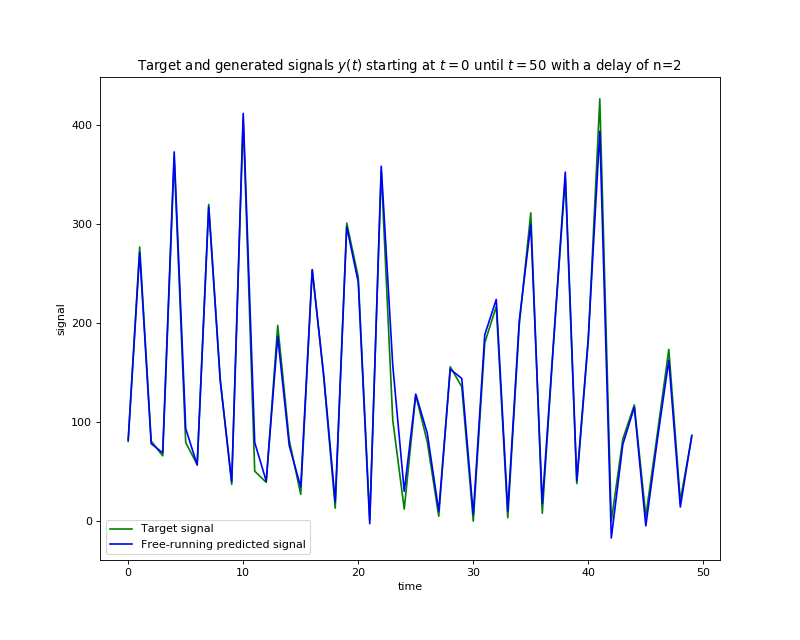 Target and generated signals y(t) starting at t = 0 until t = 50 with a delay of n=2
400
300
200
100
0
signal
Target signal
Free-running predicted signal
0 10 20 30 40 50
time